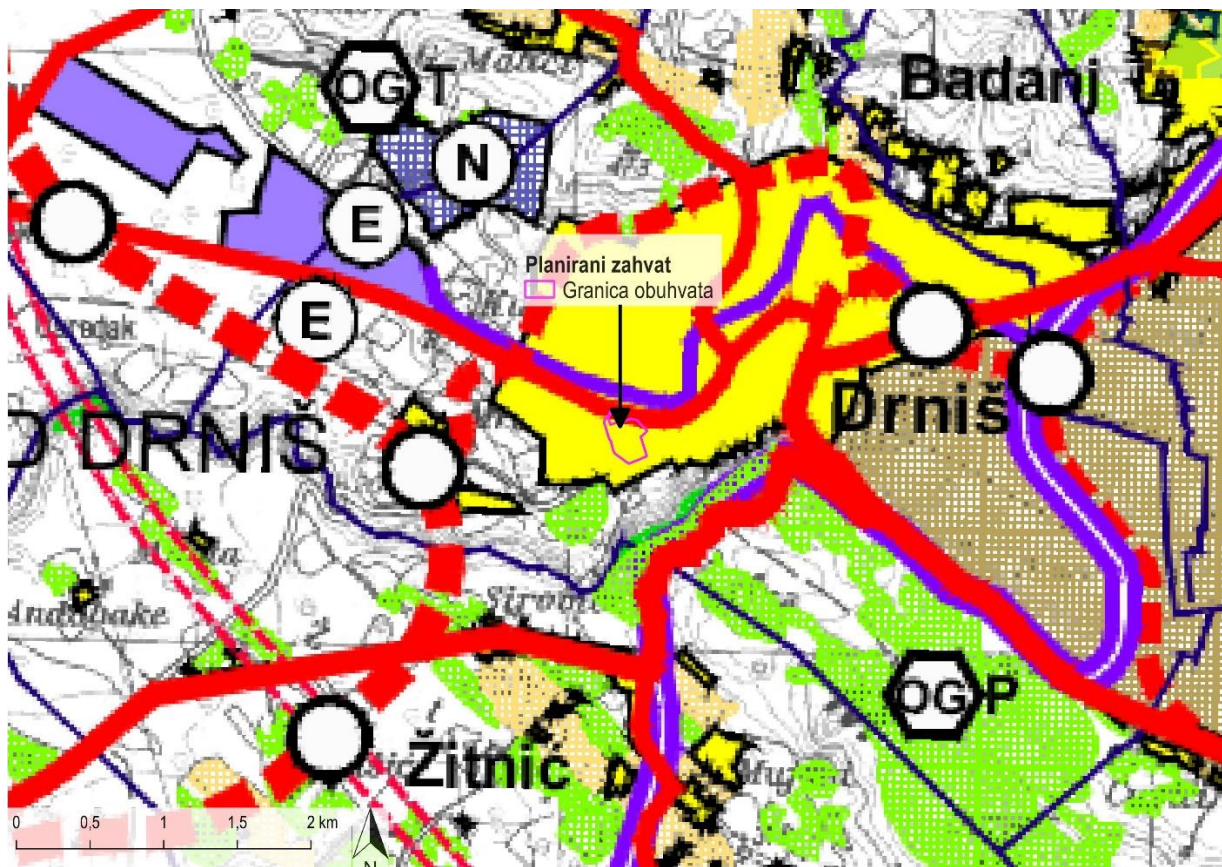 OG T
N
Badanj
E
Planirani zahvat
Granica obuhvata
E
Drniš
D DRNIŠ
OG P
Žitnić
0 0,5 1 1,5 2 km
N